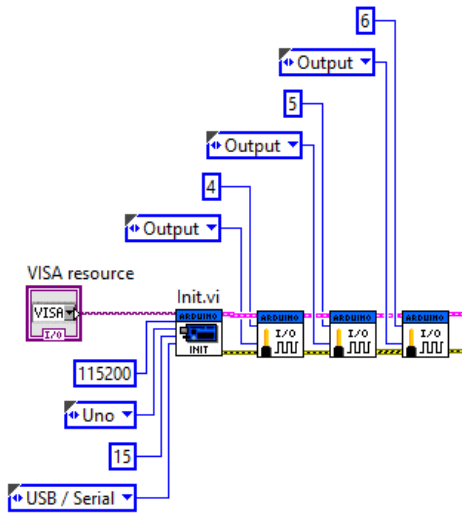 6
Output
5
Output
4
Output
VISA resource
VISA
I/O
Init.vi
ARDUINO
INIT
ARDUINO
I/O
ARDUINO
I/O
ARDUINO
I/O
115200
Uno
15
USB / Serial